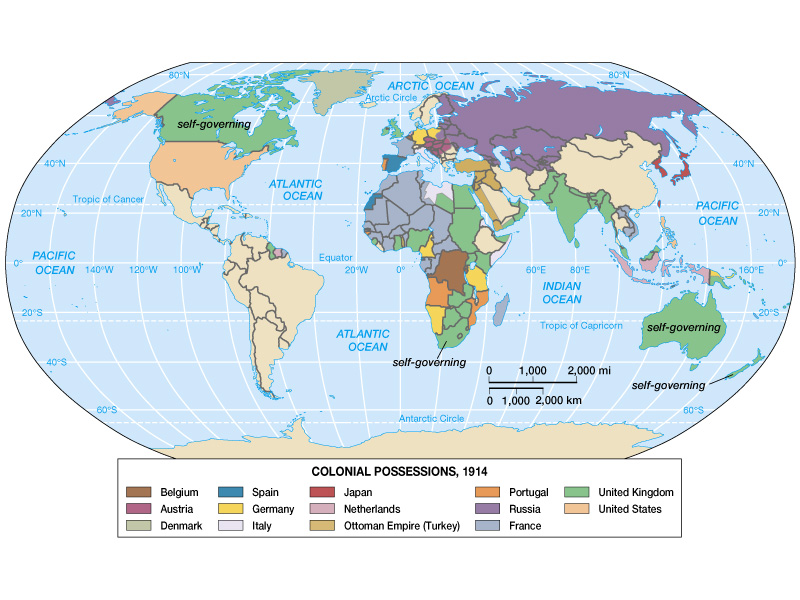 80°N
80°N
ARCTIC OCEAN
Arctic Circle
self-governing
40°N
40°N
ATLANTIC
OCEAN
Tropic of Cancer
PACIFIC
OCEAN
20°N
20°N
PACIFIC
OCEAN
Equator
0°
140°W
120°W
100°W
20°W
0°
60°E
80°E
160°E
0°
INDIAN
OCEAN
20°S
20°S
ATLANTIC
OCEAN
Tropic of Capricorn
self-governing
self-governing
40°S
0 1,000 2,000 mi
0 1,000 2,000 km
self-governing
60°S
60°S
Antarctic Circle
COLONIAL POSSESSIONS, 1914
Belgium
Spain
Japan
Portugal
United Kingdom
Austria
Germany
Netherlands
Russia
United States
Denmark
Italy
Ottoman Empire (Turkey)
France